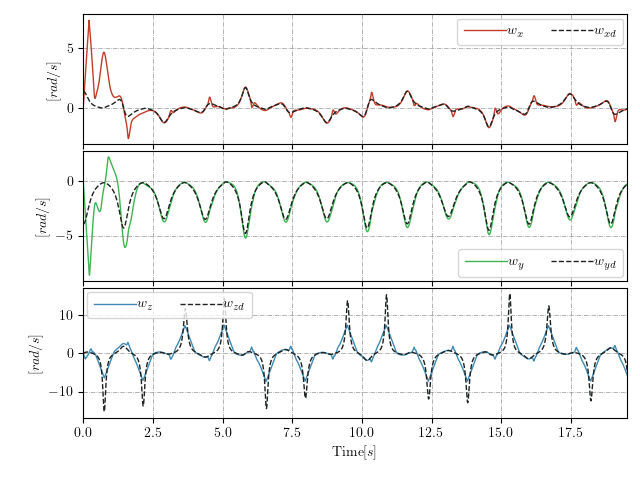 5
0
[rad/s]
w_x w_xd
0
−5
[rad/s]
w_y w_yd
10
0
−10
[rad/s]
w_z w_zd
0.0 2.5 5.0 7.5 10.0 12.5 15.0 17.5
Time[s]